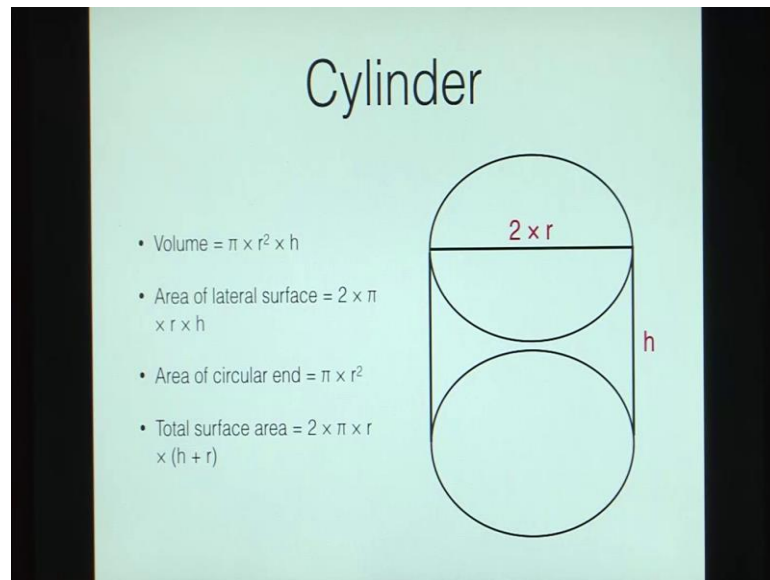 Cylinder
2 x r
• Volume = π x r² x h
• Area of lateral surface = 2 x π
x r x h
h
• Area of circular end = π x r²
• Total surface area = 2 x π x r
x (h + r)